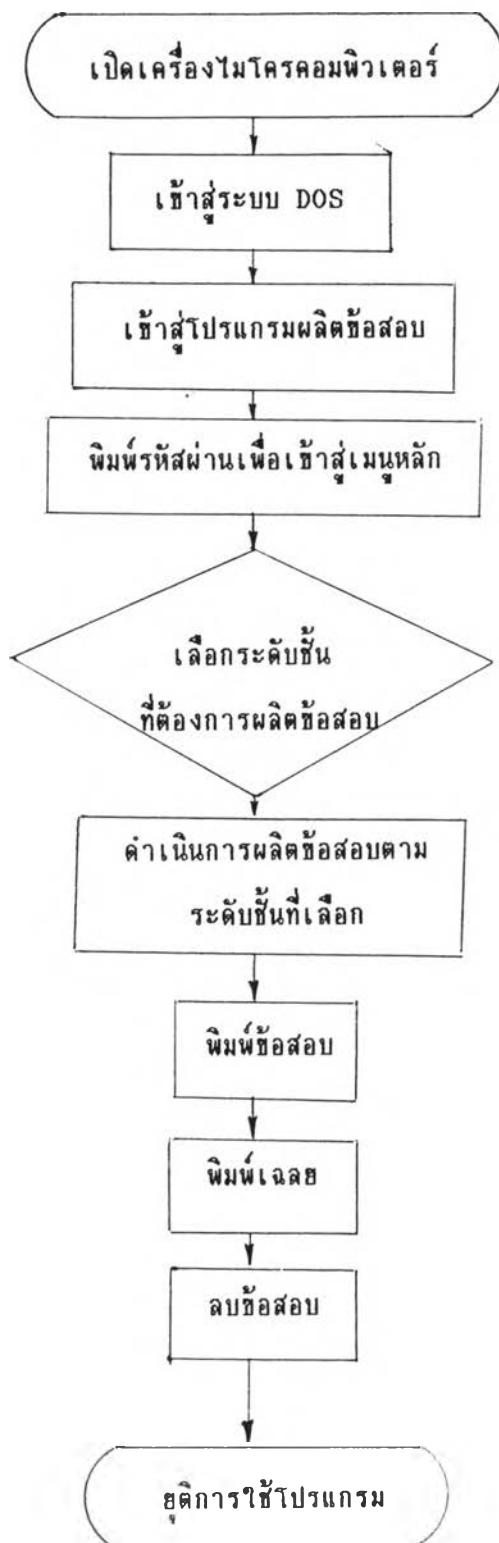 เปิดเครื่องไมโครคอมพิวเตอร์
เข้าสู่ระบบ DOS
เข้าสู่โปรแกรมผลิตข้อสอบ
พิมพ์รหัสผ่านเพื่อเข้าสู่เมนูหลัก
เลือกระดับชั้น
ที่ต้องการผลิตข้อสอบ
ดำเนินการผลิตข้อสอบตาม
ระดับชั้นที่เลือก
พิมพ์ข้อสอบ
พิมพ์เฉลย
ลบข้อสอบ
ยุติการใช้โปรแกรม